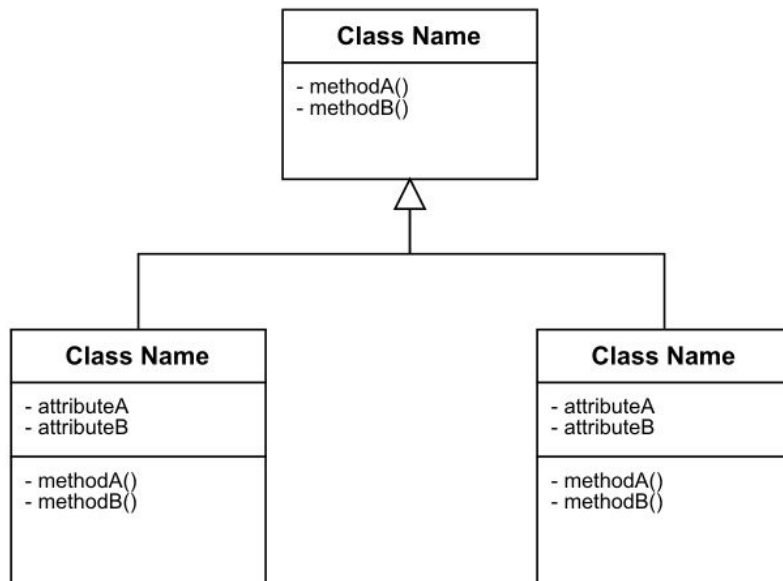 Class Name
- methodA()
- methodB()
Class Name
- attributeA
- attributeB
- methodA()
- methodB()
Class Name
- attributeA
- attributeB
- methodA()
- methodB()